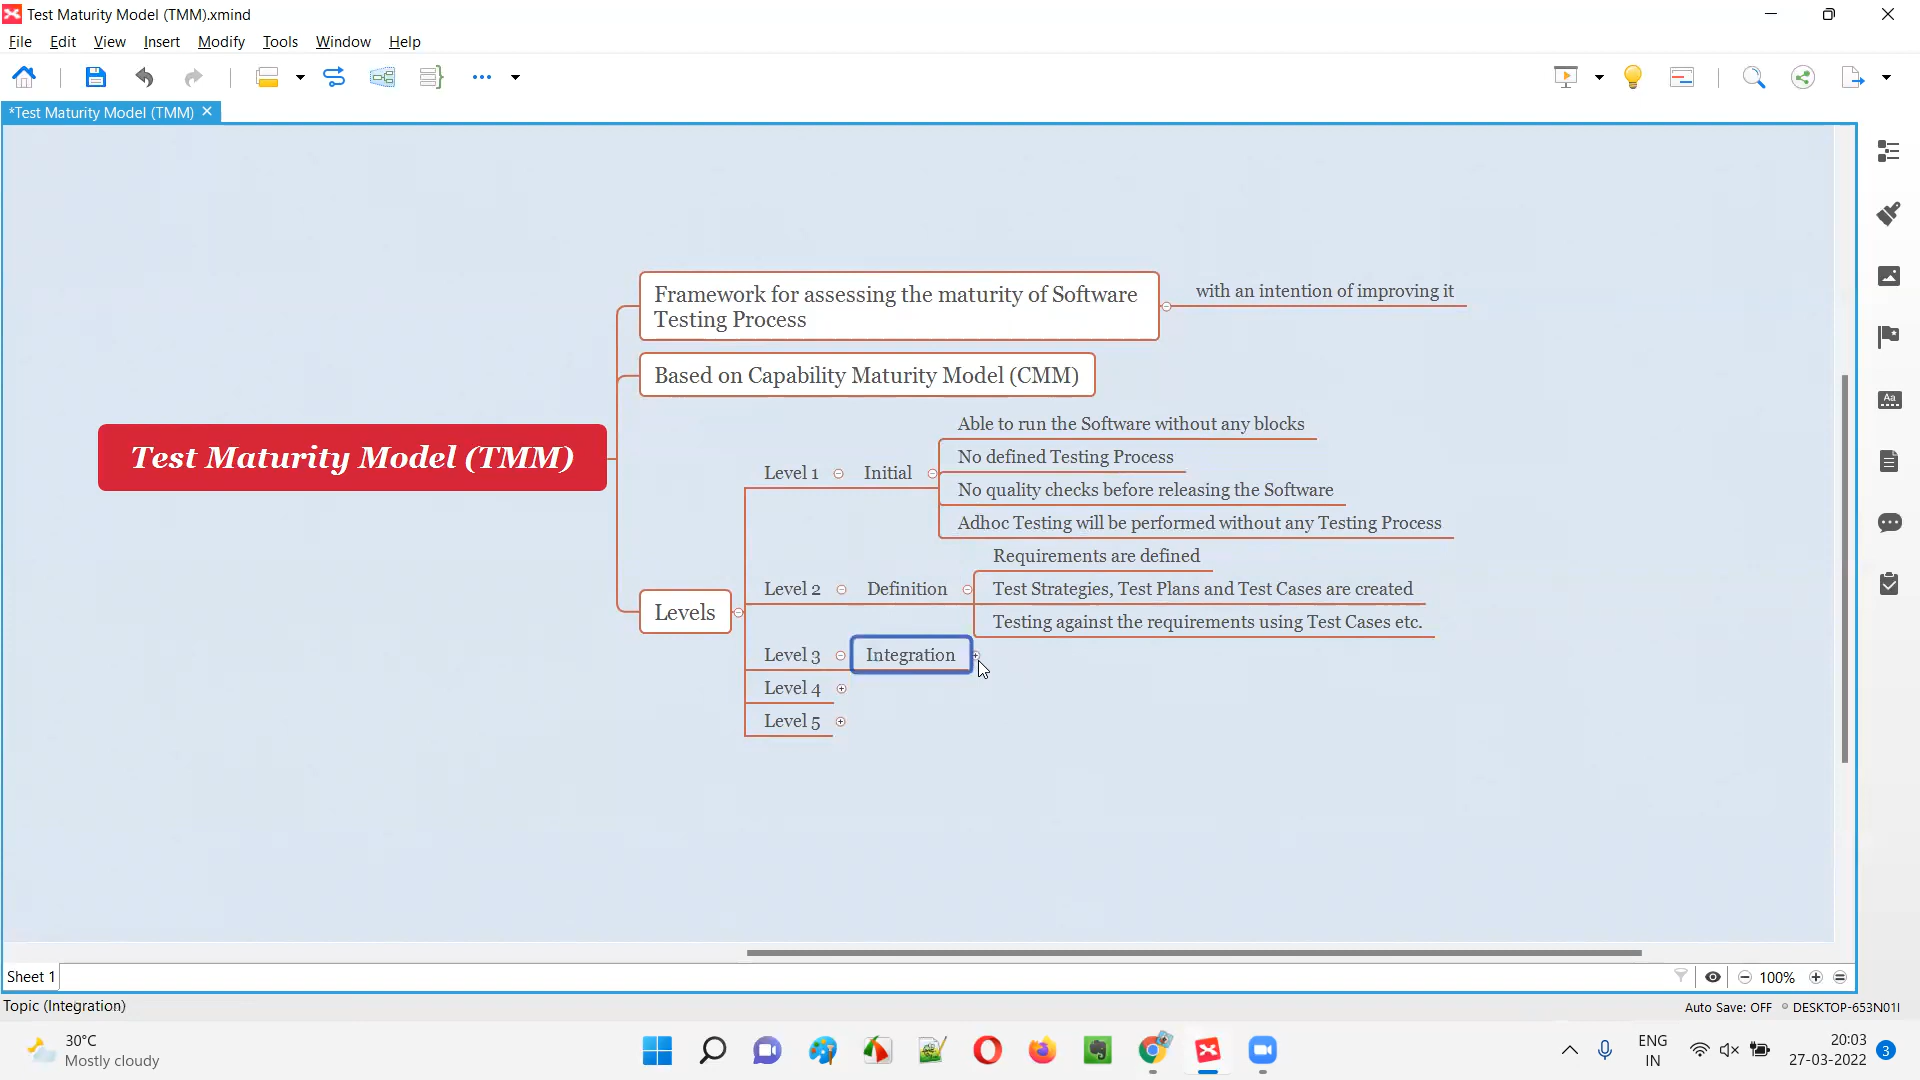 Test Maturity Model (TMM).xmind
File Edit View Insert Modify Tools Window Help
*Test Maturity Model (TMM)
Framework for assessing the maturity of Software
Testing Process
with an intention of improving it
Based on Capability Maturity Model (CMM)
Test Maturity Model (TMM)
Levels
Level 1 Initial
Able to run the Software without any blocks
No defined Testing Process
No quality checks before releasing the Software
Adhoc Testing will be performed without any Testing Process
Level 2 Definition
Requirements are defined
Test Strategies, Test Plans and Test Cases are created
Testing against the requirements using Test Cases etc.
Level 3 Integration
Level 4
Level 5
Aa
Sheet 1
100%
Topic (Integration)
Auto Save: OFF
DESKTOP-653N01I
30°C
Mostly cloudy
ENG
IN
20:03
27-03-2022
3